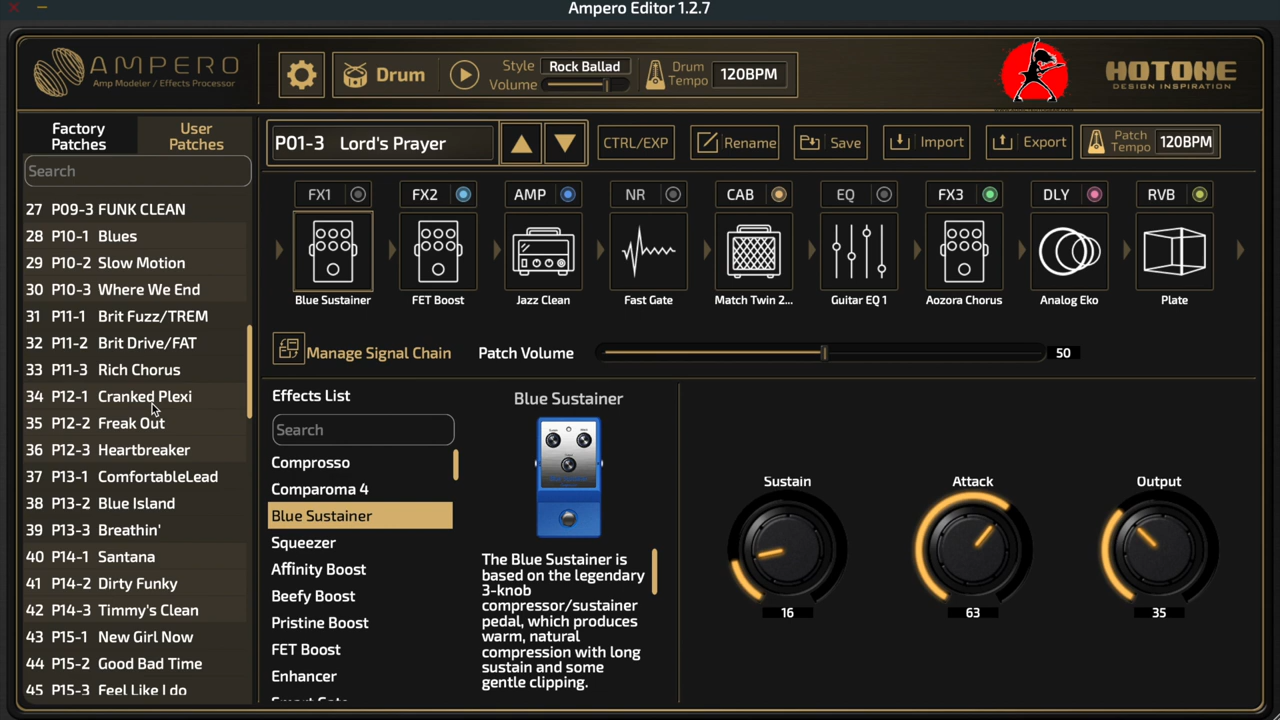 Ampero Editor 1.2.7
AMPERO
Amp Modeler / Effects Processor
Drum
Style
Rock Ballad
Volume
Drum
Tempo
120BPM
HOTONE
DESIGN INSPIRATION
Factory
Patches
User
Patches
Search
P01-3 Lord's Prayer
CTRL/EXP
Rename
Save
Import
Export
Patch
Tempo
120BPM
27 P09-3 FUNK CLEAN
28 P10-1 Blues
29 P10-2 Slow Motion
30 P10-3 Where We End
31 P11-1 Brit Fuzz/TREM
32 P11-2 Brit Drive/FAT
33 P11-3 Rich Chorus
34 P12-1 Cranked Plexi
35 P12-2 Freak Out
36 P12-3 Heartbreaker
37 P13-1 ComfortableLead
38 P13-2 Blue Island
39 P13-3 Breathin'
40 P14-1 Santana
41 P14-2 Dirty Funky
42 P14-3 Timmy's Clean
43 P15-1 New Girl Now
44 P15-2 Good Bad Time
45 P15-3 Feel Like I do
FX1 FX2 AMP NR CAB EQ FX3 DLY RVB
Blue Sustainer FET Boost Jazz Clean Fast Gate Match Twin 2... Guitar EQ 1 Aozora Chorus Analog Eko Plate
Manage Signal Chain
Patch Volume
50
Effects List
Search
Comprosso
Comparoma 4
Blue Sustainer
Squeezer
Affinity Boost
Beefy Boost
Pristine Boost
FET Boost
Enhancer
Blue Sustainer
The Blue Sustainer is
based on the legendary
3-knob
compressor/sustainer
pedal, which produces
warm, natural
compression with long
sustain and some
gentle clipping.
Sustain Attack Output
16 63 35